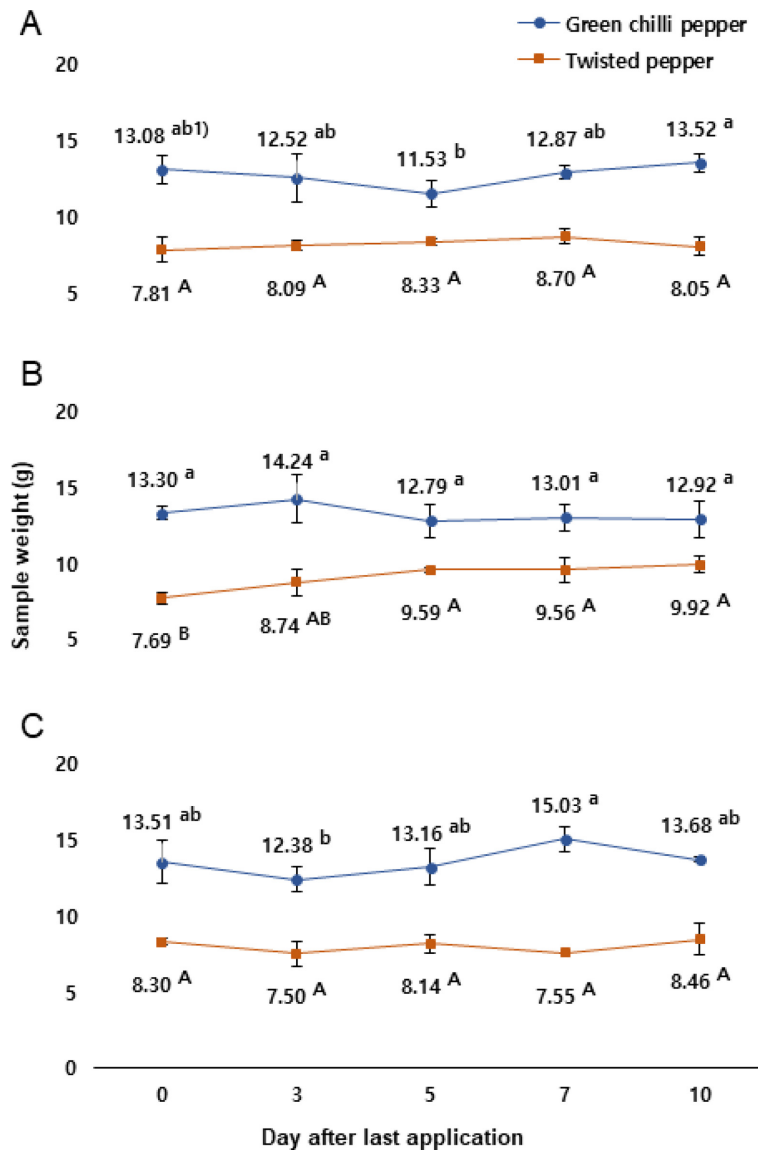 A
Green chilli pepper
Twisted pepper
20
15
10
5
13.08 ab1)
12.52 ab
11.53 b
12.87 ab
13.52 a
7.81 A
8.09 A
8.33 A
8.70 A
8.05 A
B
20
15
10
5
13.30 a
14.24 a
12.79 a
13.01 a
12.92 a
7.69 B
8.74 AB
9.59 A
9.56 A
9.92 A
Sample weight (g)
C
20
15
10
5
0
13.51 ab
12.38 b
13.16 ab
15.03 a
13.68 ab
8.30 A
7.50 A
8.14 A
7.55 A
8.46 A
0 3 5 7 10
Day after last application